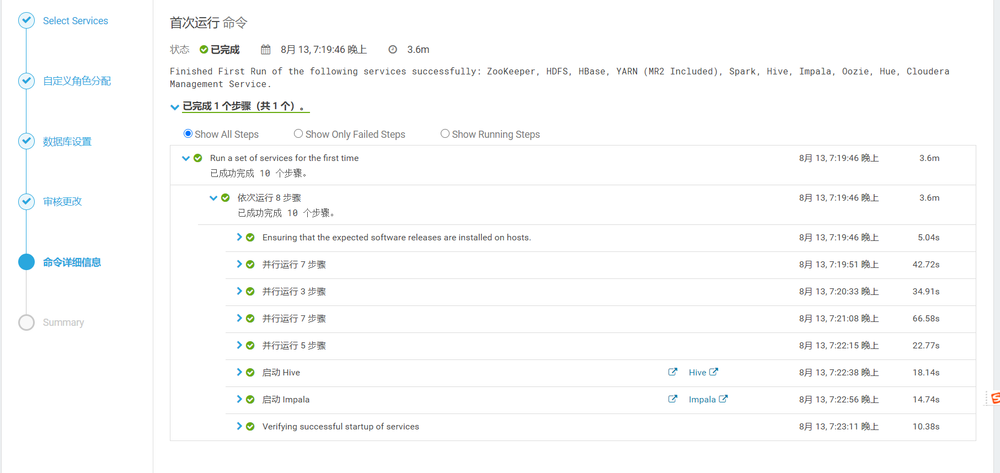 Select Services
自定义角色分配
数据库设置
审核更改
命令详细信息
Summary
首次运行 命令
状态 已完成 8月 13, 7:19:46 晚上 3.6m
Finished First Run of the following services successfully: ZooKeeper, HDFS, HBase, YARN (MR2 Included), Spark, Hive, Impala, Oozie, Hue, Cloudera
Management Service.
已完成 1 个步骤（共 1 个）。
Show All Steps Show Only Failed Steps Show Running Steps
Run a set of services for the first time 8月 13, 7:19:46 晚上 3.6m
已成功完成 10 个步骤。
依次运行 8 步骤 8月 13, 7:19:46 晚上 3.6m
已成功完成 10 个步骤。
Ensuring that the expected software releases are installed on hosts. 8月 13, 7:19:46 晚上 5.04s
并行运行 7 步骤 8月 13, 7:19:51 晚上 42.72s
并行运行 3 步骤 8月 13, 7:20:33 晚上 34.91s
并行运行 7 步骤 8月 13, 7:21:08 晚上 66.58s
并行运行 5 步骤 8月 13, 7:22:15 晚上 22.77s
启动 Hive Hive 8月 13, 7:22:38 晚上 18.14s
启动 Impala Impala 8月 13, 7:22:56 晚上 14.74s
Verifying successful startup of services 8月 13, 7:23:11 晚上 10.38s